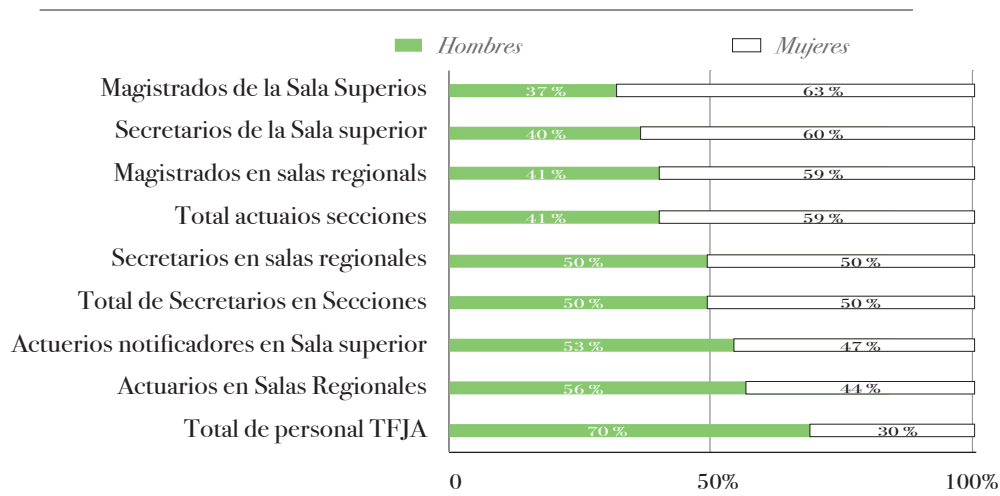 Hombres Mujeres
Magistrados de la Sala Superios 37 % 63 %
Secretarios de la Sala superior 40 % 60 %
Magistrados en salas regionals 41 % 59 %
Total actuaios secciones 41 % 59 %
Secretarios en salas regionales 50 % 50 %
Total de Secretarios en Secciones 50 % 50 %
Actuerios notificadores en Sala superior 53 % 47 %
Actuarios en Salas Regionales 56 % 44 %
Total de personal TFJA 70 % 30 %
0 50% 100%